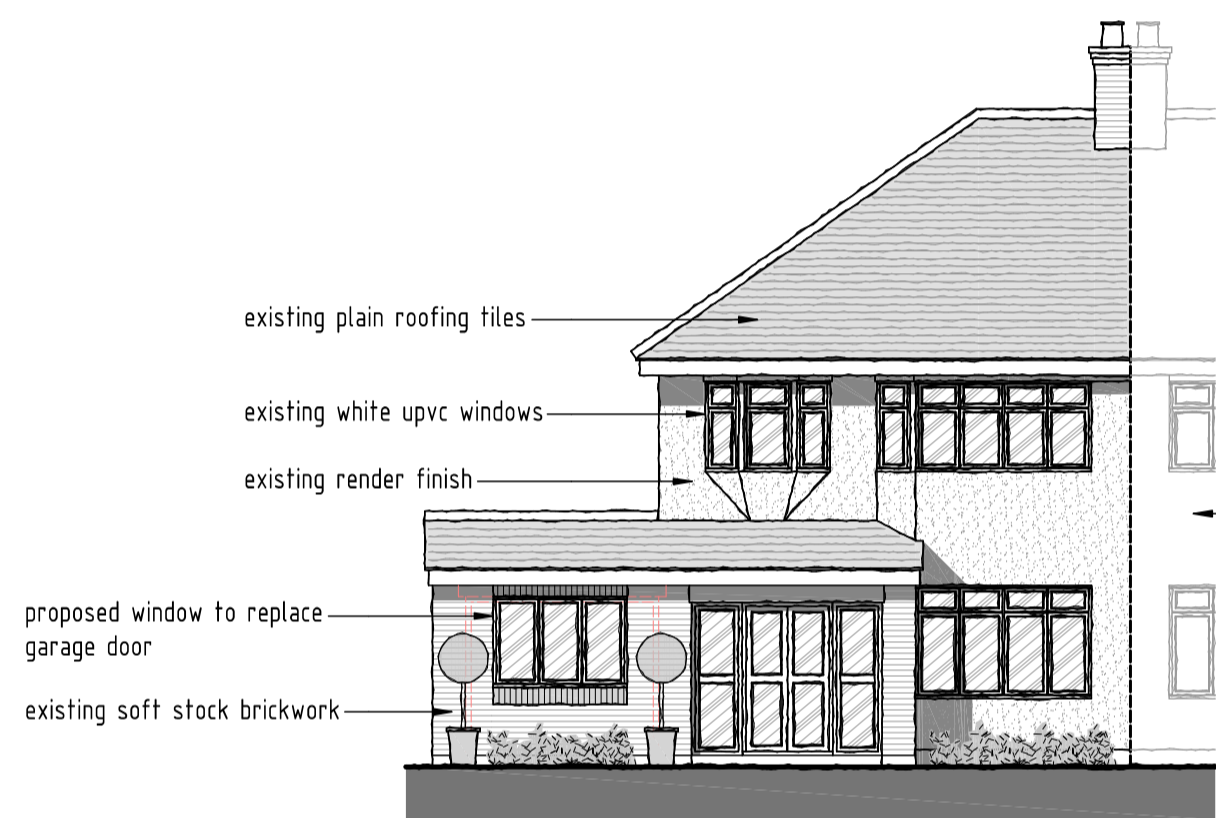 existing plain roofing tiles
existing white upvc windows
existing render finish
proposed window to replace
garage door
existing soft stock brickwork